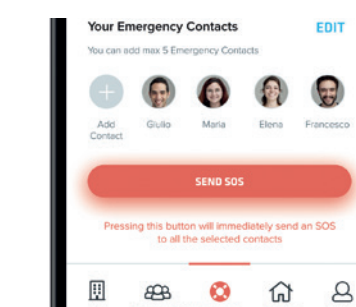 Your Emergency Contacts EDIT
You can add max 5 Emergency Contacts
Add Giulio Maria Elena Francesco
Contact
SEND SOS
Pressing this button will immediately send an SOS
to all the selected contacts